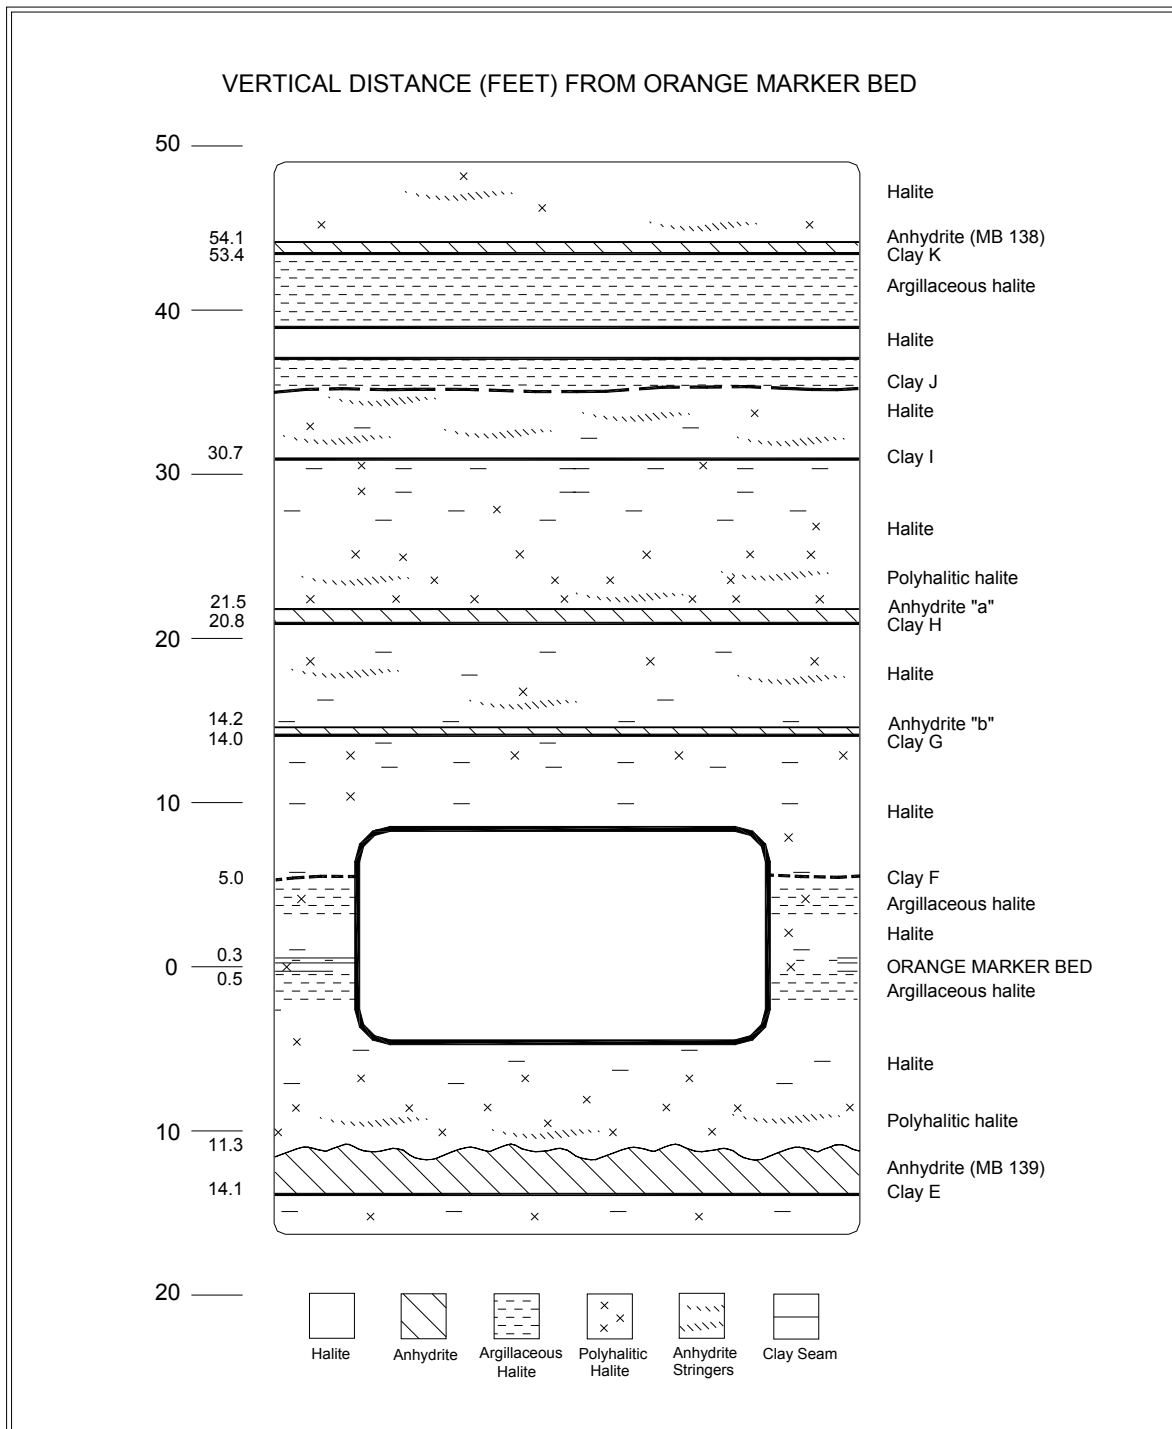 VERTICAL DISTANCE (FEET) FROM ORANGE MARKER BED
50
Halite
54.1
Anhydrite (MB 138)
53.4
Clay K
Argillaceous halite
40
Halite
Clay J
Halite
30.7
Clay I
30
Halite
Polyhalitic halite
21.5
Anhydrite "a"
20.8
Clay H
20
Halite
14.2
Anhydrite "b"
14.0
Clay G
10
Halite
5.0
Clay F
Argillaceous halite
Halite
0.3
0
ORANGE MARKER BED
0.5
Argillaceous halite
Halite
Polyhalitic halite
10
11.3
Anhydrite (MB 139)
14.1
Clay E
20
Halite
Anhydrite
Argillaceous
Halite
Polyhalitic
Halite
Anhydrite
Stringers
Clay Seam